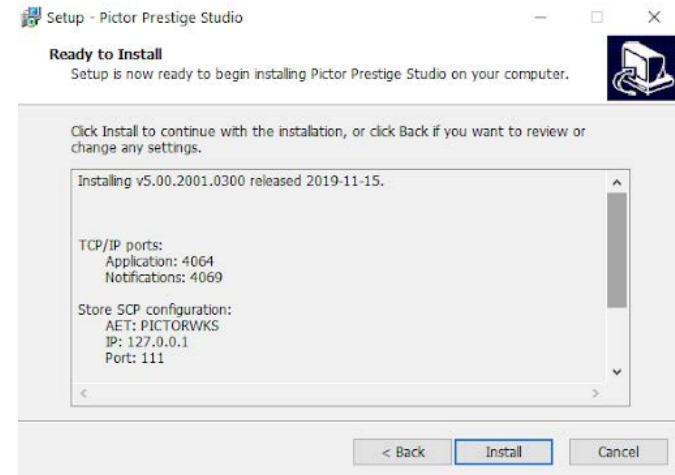 Setup - Pictor Prestige Studio
Ready to Install
Setup is now ready to begin installing Pictor Prestige Studio on your computer.
Click Install to continue with the installation, or click Back if you want to review or
change any settings.
Installing v5.00.2001.0300 released 2019-11-15.
TCP/IP ports:
Application: 4064
Notifications: 4069
Store SCP configuration:
AET: PICTORWKS
IP: 127.0.0.1
Port: 111
< Back
Install
Cancel